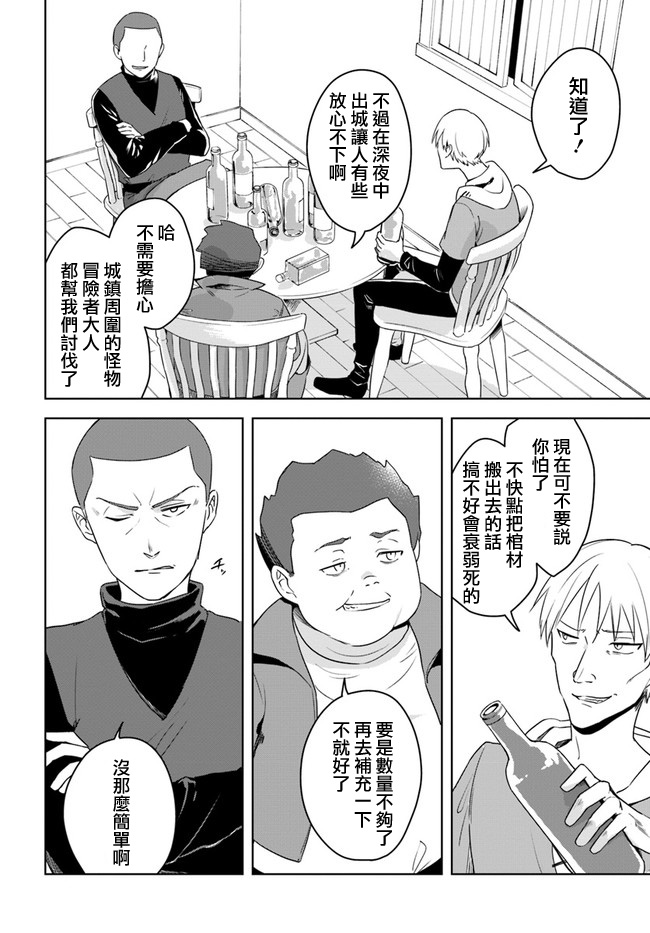 知道了！
不過在深夜中
出城讓人有些
放心不下啊
哈
不需要擔心
城鎮周圍的怪物
冒險者大人
都幫我們討伐了
現在可不要說
你怕了
不快點把棺材
搬出去的話
搞不好會衰弱死的
要是數量不夠了
再去補充一下
不就好了
チッ
沒那麼簡單啊